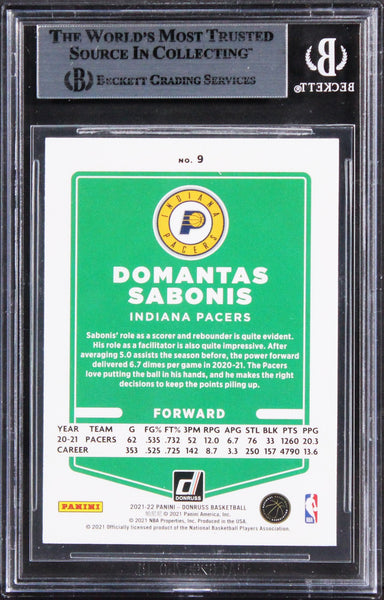 THE WORLD'S MOST TRUSTED
SOURCE IN COLLECTING™
BECKETT GRADING SERVICES
BECKETT
NO. 9
INDIANA
PACERS
DOMANTAS
SABONIS
INDIANA PACERS
Sabonis' role as a scorer and rebounder is quite evident.
His role as a facilitator is also quite impressive. After
averaging 5.0 assists the season before, the power forward
delivered 6.7 dimes per game in 2020-21. The Pacers
love putting the ball in his hands, and he makes the right
decisions to keep the points piling up.
FORWARD
YEAR TEAM G FG% FT% 3PM RPG APG STL BLK PTS PPG
20-21 PACERS 62 .535 .732 52 12.0 6.7 76 33 1260 20.3
CAREER 353 .525 .735 142 8.7 3.3 250 157 4790 13.6
PANINI
DONRUSS
2021-22 PANINI - DONRUSS BASKETBALL
帕尼尼 © 2021 Panini America, Inc.
© 2021 NBA Properties, Inc. Produced in the USA.
© 2021 Officially licensed product of the National Basketball Players Association.